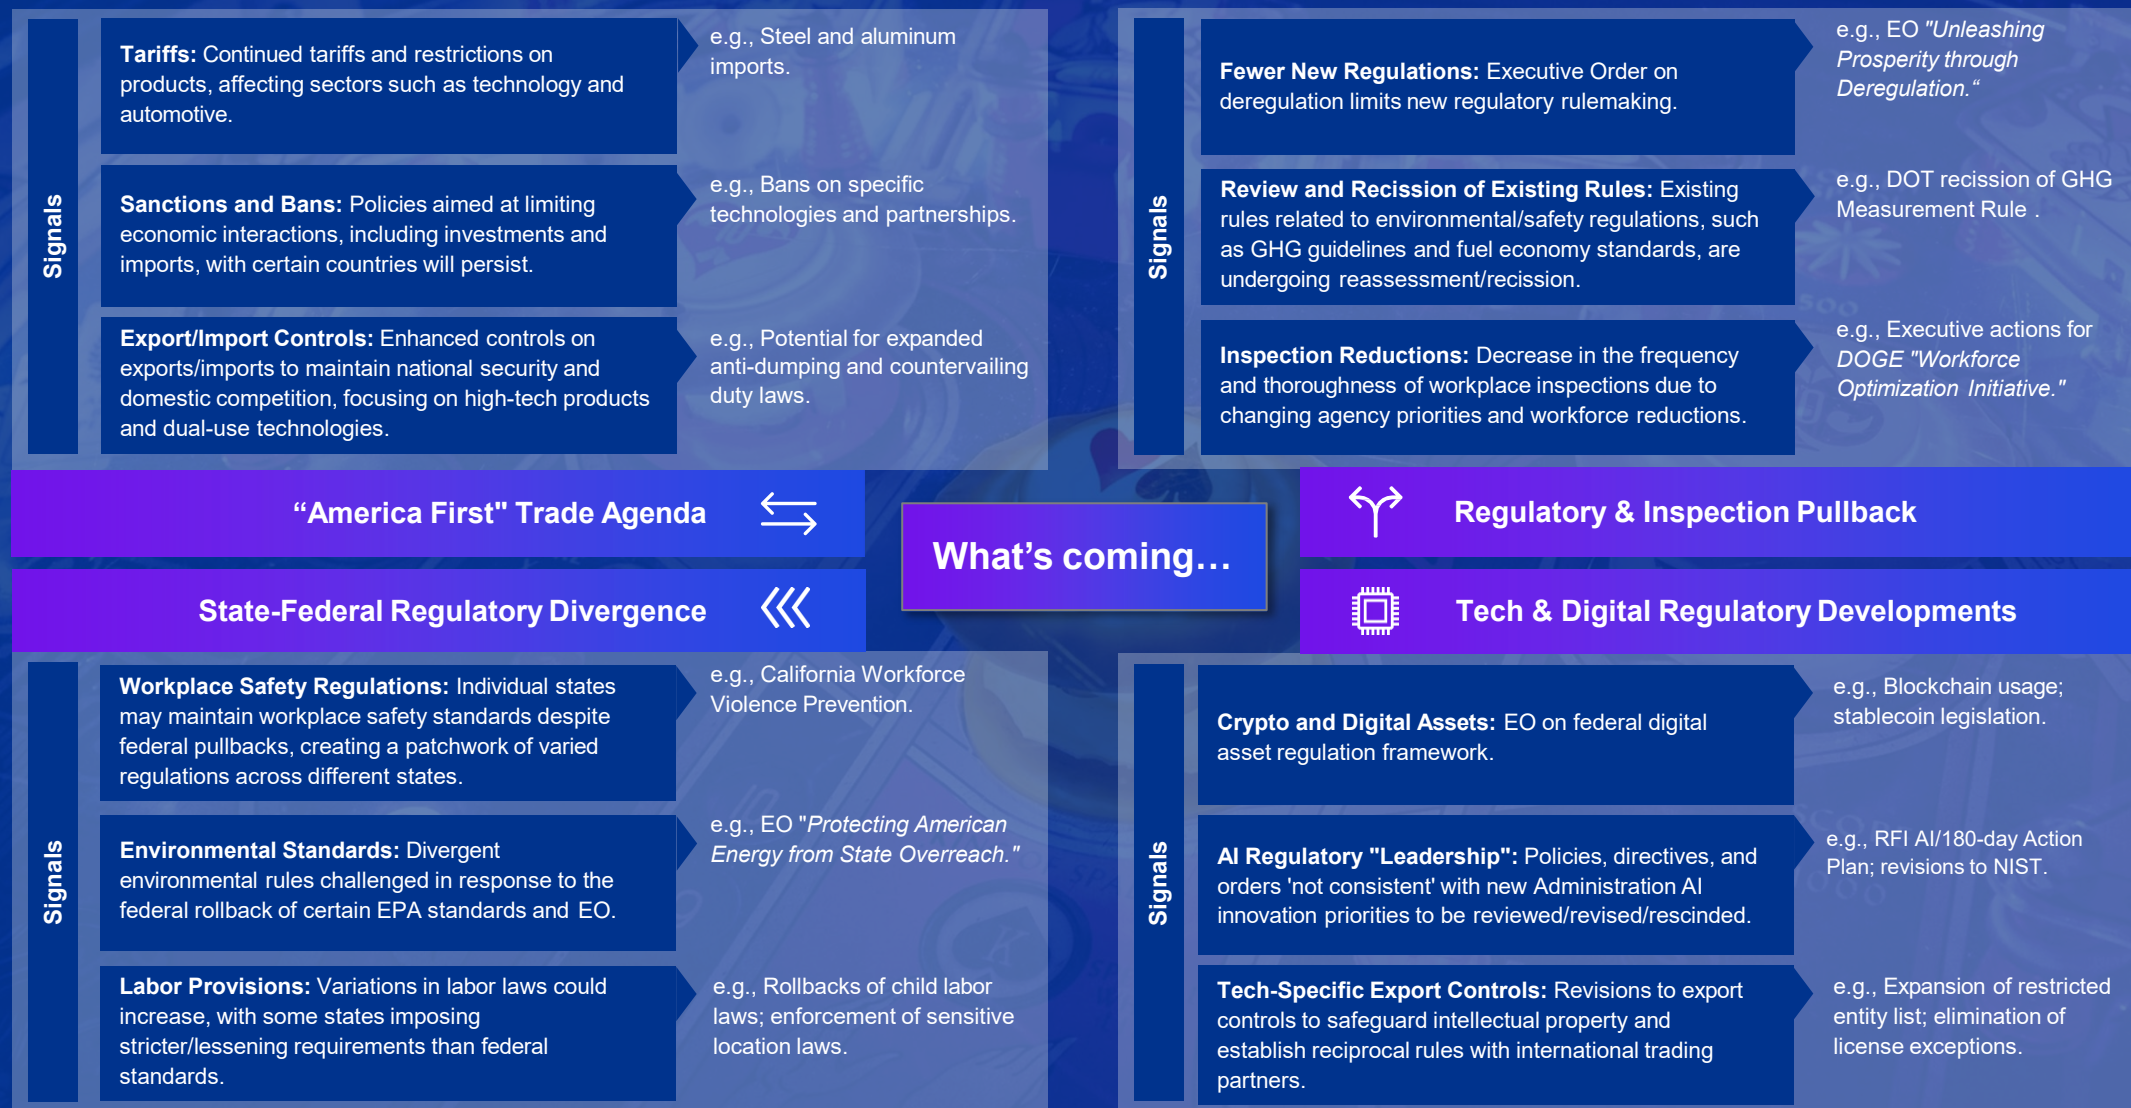 Signals
Tariffs: Continued tariffs and restrictions on
products, affecting sectors such as technology and
automotive.
e.g., Steel and aluminum
imports.
Sanctions and Bans: Policies aimed at limiting
economic interactions, including investments and
imports, with certain countries will persist.
e.g., Bans on specific
technologies and partnerships.
Export/Import Controls: Enhanced controls on
exports/imports to maintain national security and
domestic competition, focusing on high-tech products
and dual-use technologies.
e.g., Potential for expanded
anti-dumping and countervailing
duty laws.
“America First" Trade Agenda
Signals
Fewer New Regulations: Executive Order on
deregulation limits new regulatory rulemaking.
e.g., EO "Unleashing
Prosperity through
Deregulation.“
Review and Recission of Existing Rules: Existing
rules related to environmental/safety regulations, such
as GHG guidelines and fuel economy standards, are
undergoing reassessment/recission.
e.g., DOT recission of GHG
Measurement Rule .
Inspection Reductions: Decrease in the frequency
and thoroughness of workplace inspections due to
changing agency priorities and workforce reductions.
e.g., Executive actions for
DOGE "Workforce
Optimization Initiative."
Regulatory & Inspection Pullback
What’s coming…
State-Federal Regulatory Divergence
Signals
Workplace Safety Regulations: Individual states
may maintain workplace safety standards despite
federal pullbacks, creating a patchwork of varied
regulations across different states.
e.g., California Workforce
Violence Prevention.
Environmental Standards: Divergent
environmental rules challenged in response to the
federal rollback of certain EPA standards and EO.
e.g., EO "Protecting American
Energy from State Overreach."
Labor Provisions: Variations in labor laws could
increase, with some states imposing
stricter/lessening requirements than federal
standards.
e.g., Rollbacks of child labor
laws; enforcement of sensitive
location laws.
Tech & Digital Regulatory Developments
Signals
Crypto and Digital Assets: EO on federal digital
asset regulation framework.
e.g., Blockchain usage;
stablecoin legislation.
AI Regulatory "Leadership": Policies, directives, and
orders 'not consistent' with new Administration AI
innovation priorities to be reviewed/revised/rescinded.
e.g., RFI AI/180-day Action
Plan; revisions to NIST.
Tech-Specific Export Controls: Revisions to export
controls to safeguard intellectual property and
establish reciprocal rules with international trading
partners.
e.g., Expansion of restricted
entity list; elimination of
license exceptions.